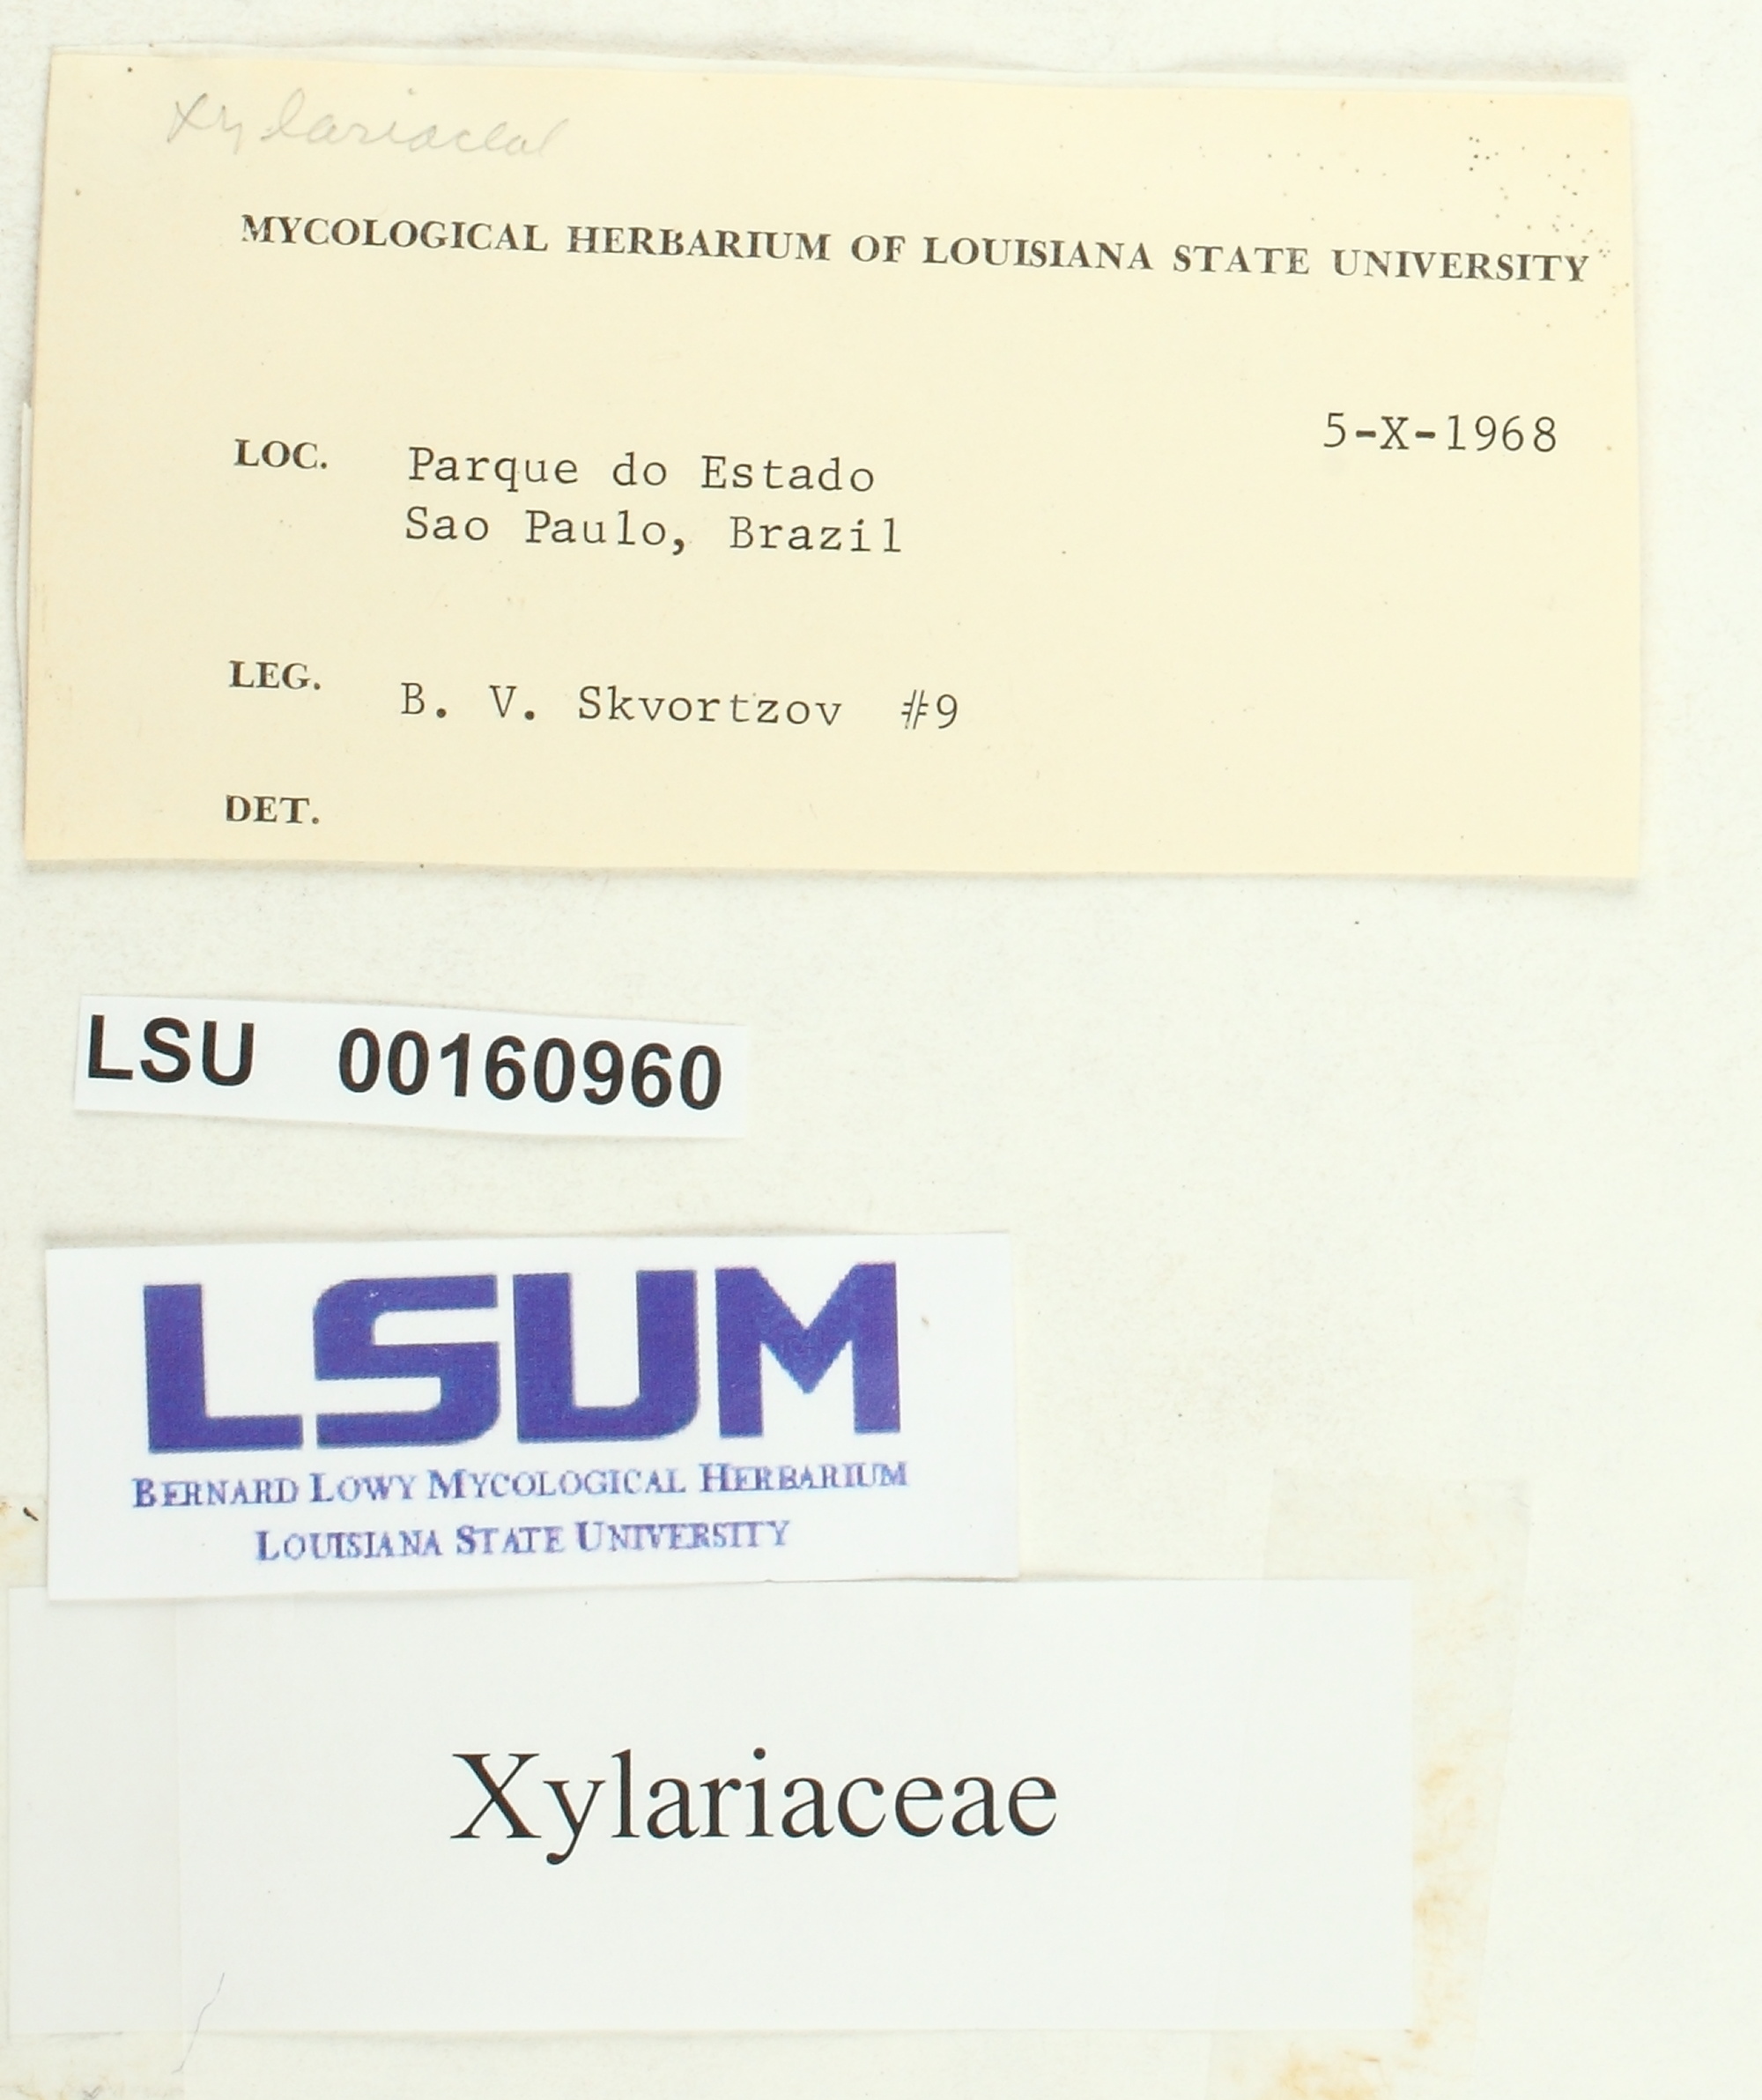 Xylariaceae
MYCOLOGICAL HERBARIUM OF LOUISIANA STATE UNIVERSITY
5-X-1968
LOC. Parque do Estado
Sao Paulo, Brazil
LEG. B. V. Skvortzov #9
DET.
LSU 00160960
LSUM
BERNARD LOWY MYCOLOGICAL HERBARIUM
LOUISIANA STATE UNIVERSITY
Xylariaceae